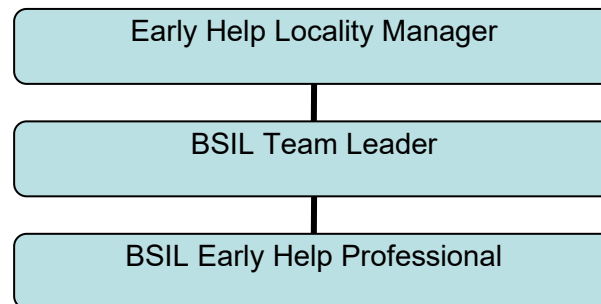 Early Help Locality Manager
BSIL Team Leader
BSIL Early Help Professional